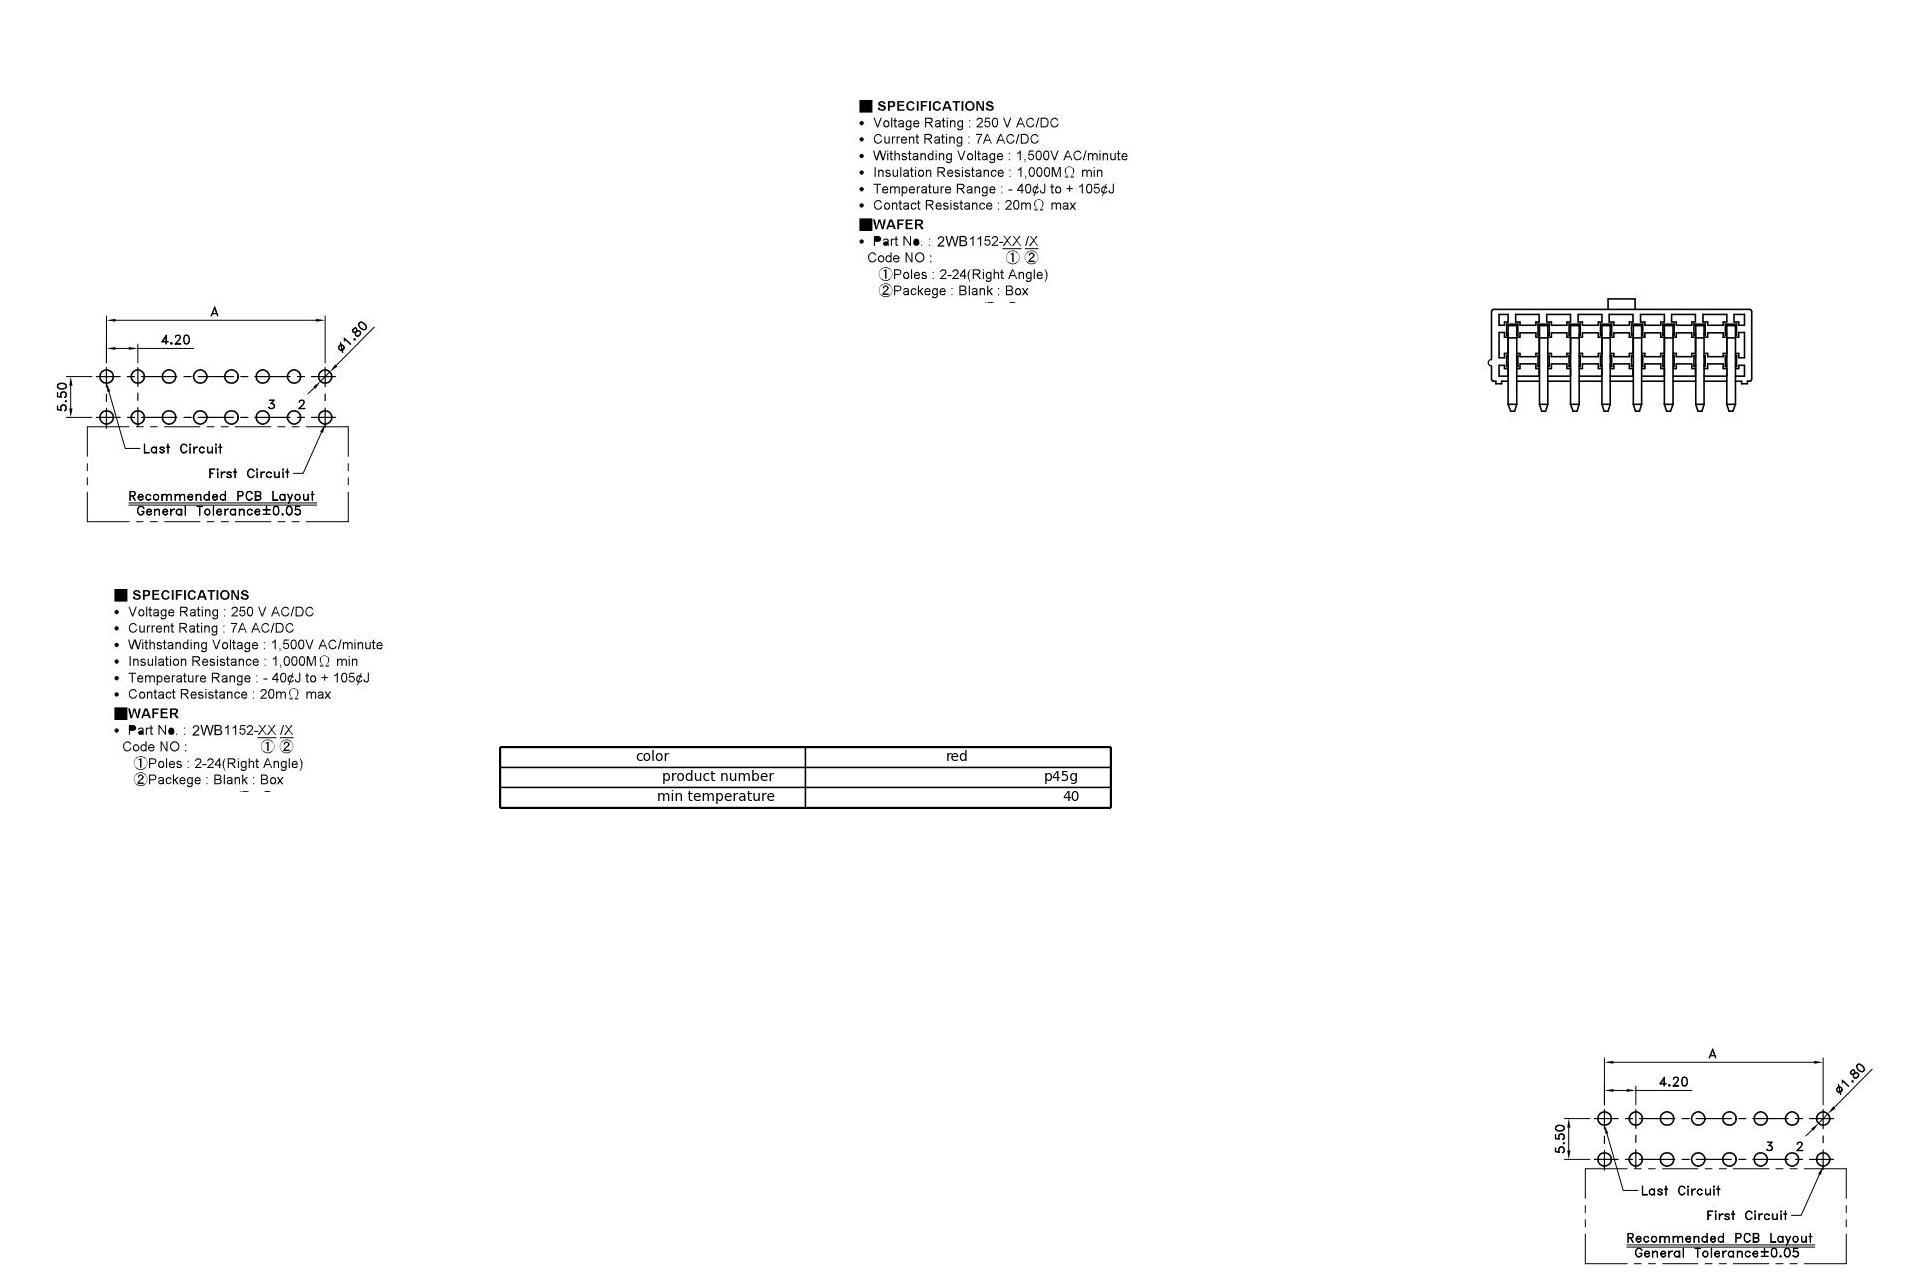 ■ SPECIFICATIONS
• Voltage Rating : 250 V AC/DC
• Current Rating : 7A AC/DC
• Withstanding Voltage : 1,500V AC/minute
• Insulation Resistance : 1,000MΩ min
• Temperature Range : - 40¢J to + 105¢J
• Contact Resistance : 20mΩ max
■WAFER
• Part No. : 2WB1152-XX /X
Code NO : ① ②
①Poles : 2-24(Right Angle)
②Packege : Blank : Box
A
4.20
ø1.80
5.50
3 2
Last Circuit
First Circuit
Recommended PCB Layout
General Tolerance±0.05
■ SPECIFICATIONS
• Voltage Rating : 250 V AC/DC
• Current Rating : 7A AC/DC
• Withstanding Voltage : 1,500V AC/minute
• Insulation Resistance : 1,000MΩ min
• Temperature Range : - 40¢J to + 105¢J
• Contact Resistance : 20mΩ max
■WAFER
• Part No. : 2WB1152-XX /X
Code NO : ① ②
①Poles : 2-24(Right Angle)
②Packege : Blank : Box
color red
product number p45g
min temperature 40
A
4.20
ø1.80
5.50
3 2
Last Circuit
First Circuit
Recommended PCB Layout
General Tolerance±0.05